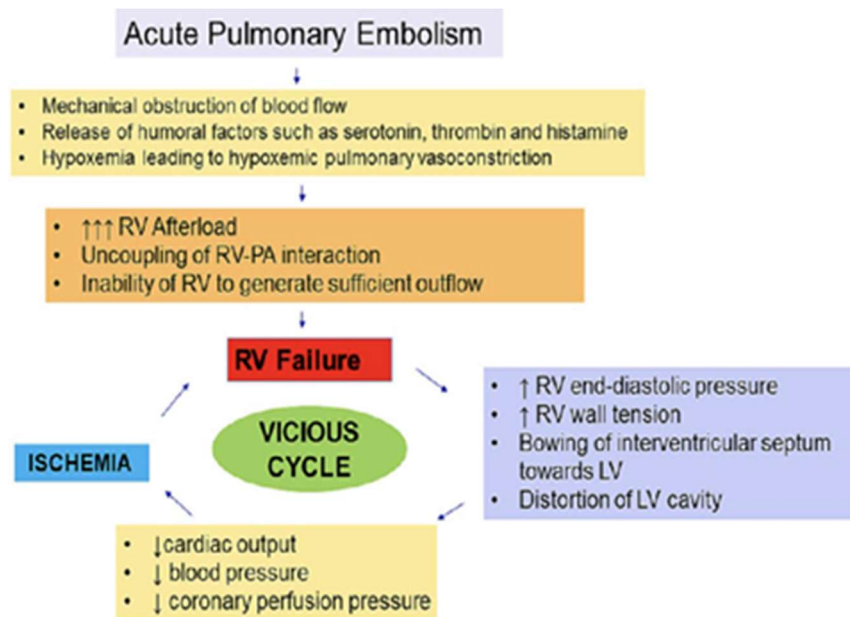 Acute Pulmonary Embolism
• Mechanical obstruction of blood flow
• Release of humoral factors such as serotonin, thrombin and histamine
• Hypoxemia leading to hypoxemic pulmonary vasoconstriction
• ↑↑↑ RV Afterload
• Uncoupling of RV-PA interaction
• Inability of RV to generate sufficient outflow
RV Failure
• ↑ RV end-diastolic pressure
• ↑ RV wall tension
• Bowing of interventricular septum
towards LV
• Distortion of LV cavity
VICIOUS
CYCLE
ISCHEMIA
• ↓cardiac output
• ↓ blood pressure
• ↓ coronary perfusion pressure